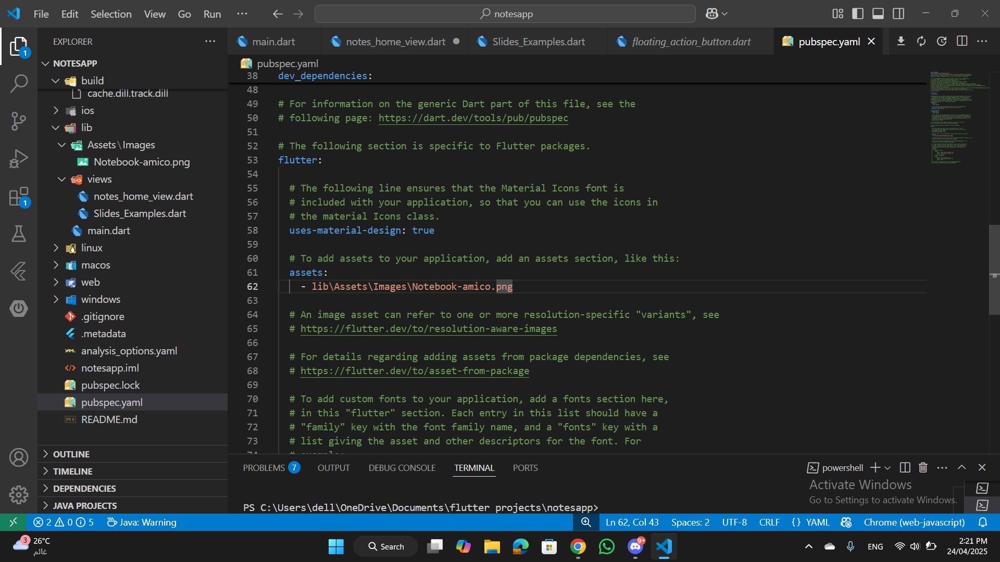 File Edit Selection View Go Run
notesapp
EXPLORER
NOTESAPP
build
cache.dill.track.dill
ios
lib
Assets\Images
Notebook-amico.png
views
notes_home_view.dart
Slides_Examples.dart
main.dart
linux
macos
web
windows
.gitignore
.metadata
analysis_options.yaml
notesapp.iml
pubspec.lock
pubspec.yaml
README.md
OUTLINE
TIMELINE
DEPENDENCIES
JAVA PROJECTS
1
1
main.dart notes_home_view.dart Slides_Examples.dart floating_action_button.dart pubspec.yaml
pubspec.yaml
38 dev_dependencies:
48
49 # For information on the generic Dart part of this file, see the
50 # following page: https://dart.dev/tools/pub/pubspec
51
52 # The following section is specific to Flutter packages.
53 flutter:
54
55 # The following line ensures that the Material Icons font is
56 # included with your application, so that you can use the icons in
57 # the material Icons class.
58 uses-material-design: true
59
60 # To add assets to your application, add an assets section, like this:
61 assets:
62 - lib\Assets\Images\Notebook-amico.png
63
64 # An image asset can refer to one or more resolution-specific "variants", see
65 # https://flutter.dev/to/resolution-aware-images
66
67 # For details regarding adding assets from package dependencies, see
68 # https://flutter.dev/to/asset-from-package
69
70 # To add custom fonts to your application, add a fonts section here,
71 # in this "flutter" section. Each entry in this list should have a
72 # "family" key with the font family name, and a "fonts" key with a
73 # list giving the asset and other descriptors for the font. For
PROBLEMS 7 OUTPUT DEBUG CONSOLE TERMINAL PORTS
powershell
PS C:\Users\dell\OneDrive\Documents\flutter projects\notesapp>
Activate Windows
Go to Settings to activate Windows.
2 0 5 Java: Warning
Ln 62, Col 43 Spaces: 2 UTF-8 CRLF {} YAML Chrome (web-javascript)
3
26°C
غائم
Search
9+
ENG
2:21 PM
24/04/2025